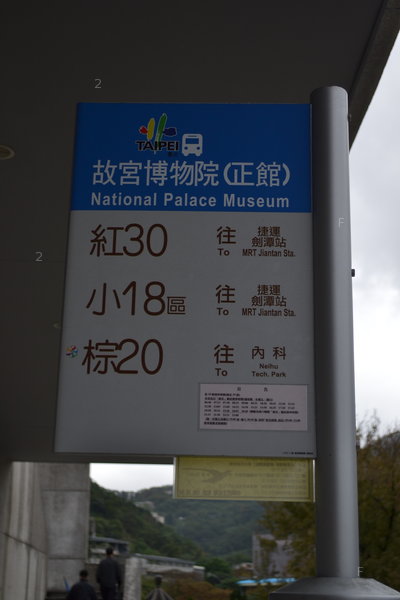 TAIPEI
故宮博物院(正館)
National Palace Museum
紅30 往 捷運 劍潭站
To MRT Jiantan Sta.
小18區 往 捷運 劍潭站
To MRT Jiantan Sta.
棕20 往 內科
To Neihu Tech. Park